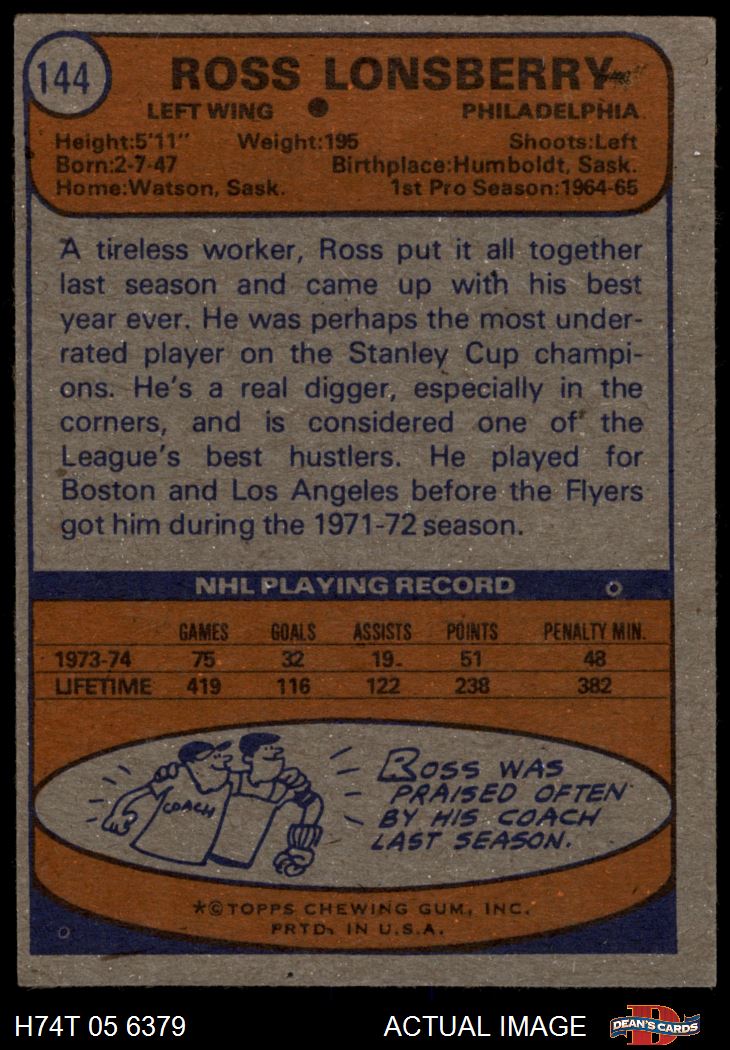 144
ROSS LONSBERRY
LEFT WING ● PHILADELPHIA
Height:5'11" Weight:195 Shoots:Left
Born:2-7-47 Birthplace:Humboldt, Sask.
Home:Watson, Sask. 1st Pro Season:1964-65
A tireless worker, Ross put it all together
last season and came up with his best
year ever. He was perhaps the most under-
rated player on the Stanley Cup champi-
ons. He's a real digger, especially in the
corners, and is considered one of the
League's best hustlers. He played for
Boston and Los Angeles before the Flyers
got him during the 1971-72 season.
NHL PLAYING RECORD
GAMES GOALS ASSISTS POINTS PENALTY MIN.
1973-74 75 32 19 51 48
LIFETIME 419 116 122 238 382
COACH
ROSS WAS
PRAISED OFTEN
BY HIS COACH
LAST SEASON.
*©TOPPS CHEWING GUM, INC.
PRTD. IN U.S.A.
H74T 05 6379 ACTUAL IMAGE
DEAN'S CARDS